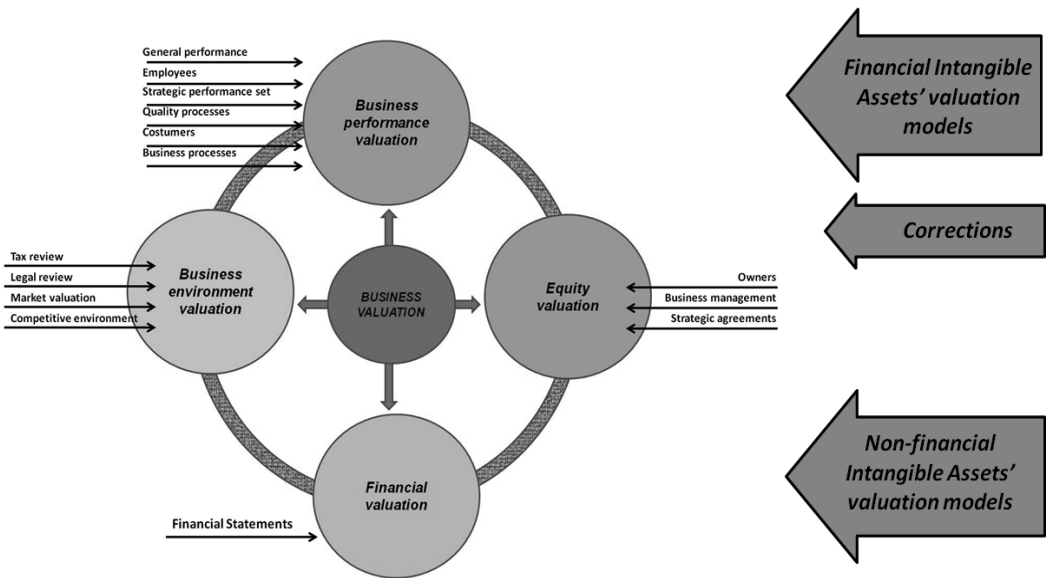 General performance
Employees
Strategic performance set
Quality processes
Costumers
Business processes
Business
performance
valuation
Financial Intangible
Assets' valuation
models
Corrections
Tax review
Legal review
Market valuation
Competitive environment
Business
environment
valuation
BUSINESS
VALUATION
Equity
valuation
Owners
Business management
Strategic agreements
Financial
valuation
Financial Statements
Non-financial
Intangible Assets'
valuation models